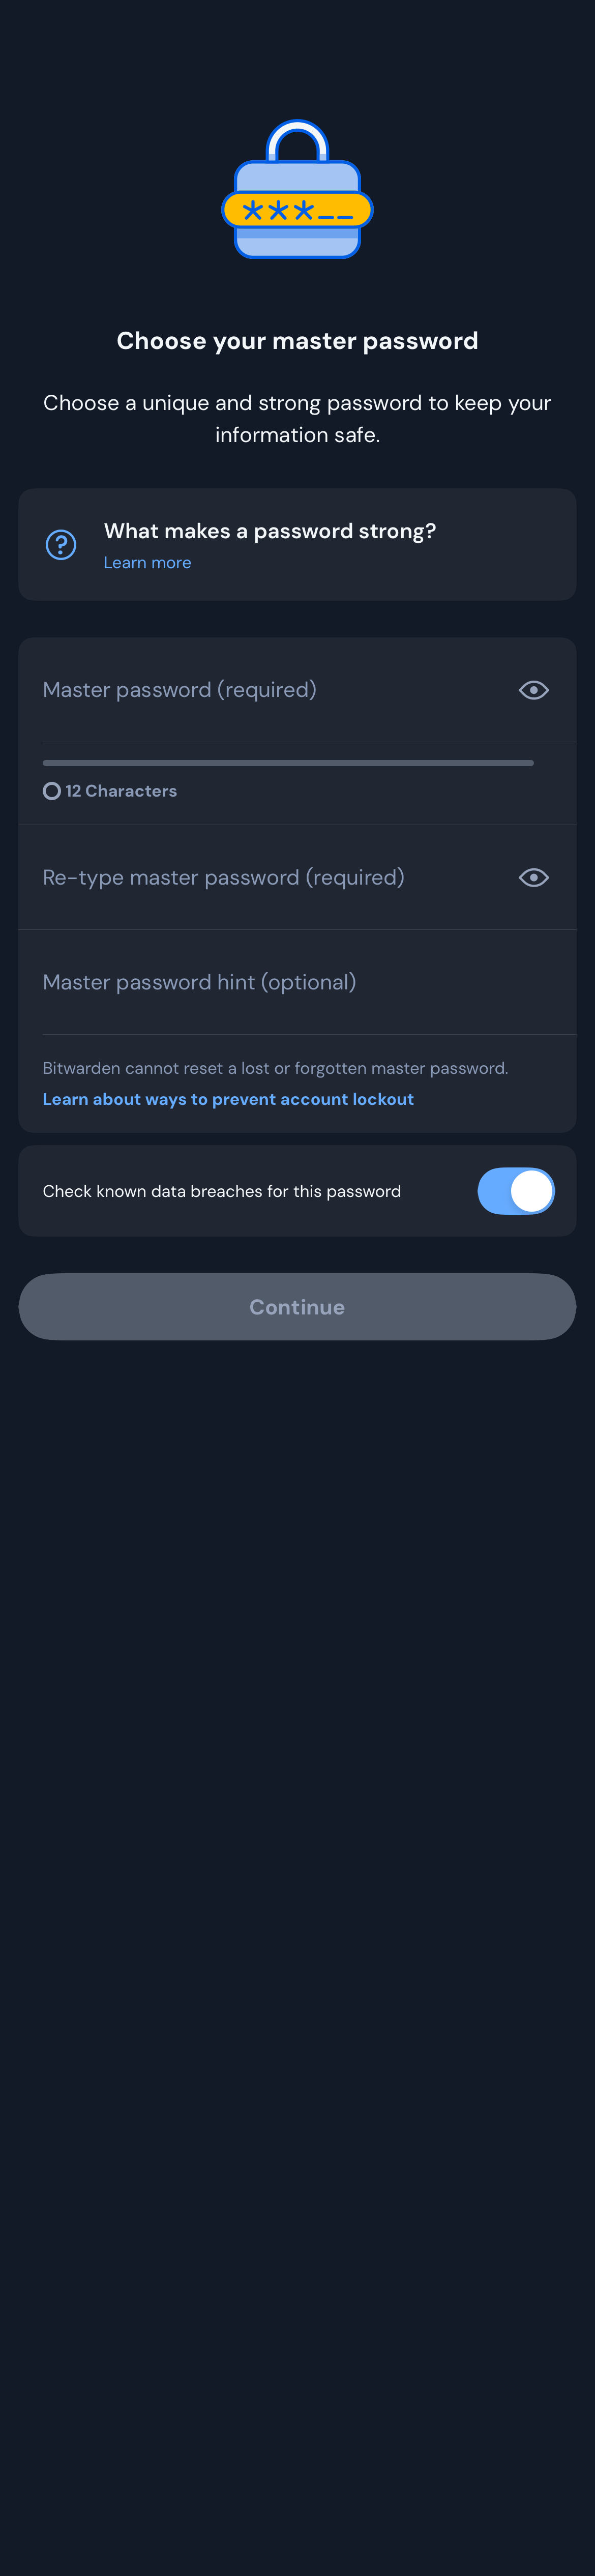 ***__
Choose your master password
Choose a unique and strong password to keep your
information safe.
What makes a password strong?
Learn more
Master password (required)
12 Characters
Re-type master password (required)
Master password hint (optional)
Bitwarden cannot reset a lost or forgotten master password.
Learn about ways to prevent account lockout
Check known data breaches for this password
Continue